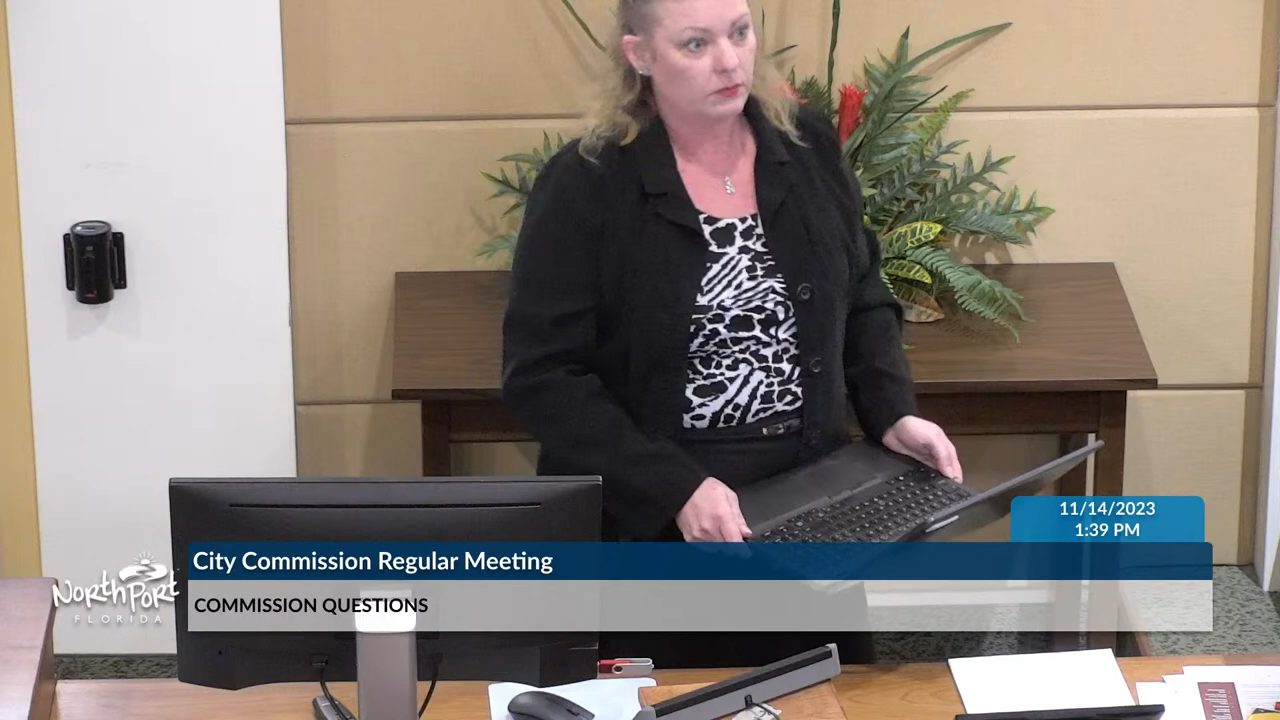 11/14/2023
1:39 PM
City Commission Regular Meeting
COMMISSION QUESTIONS
NorthPort
FLORIDA